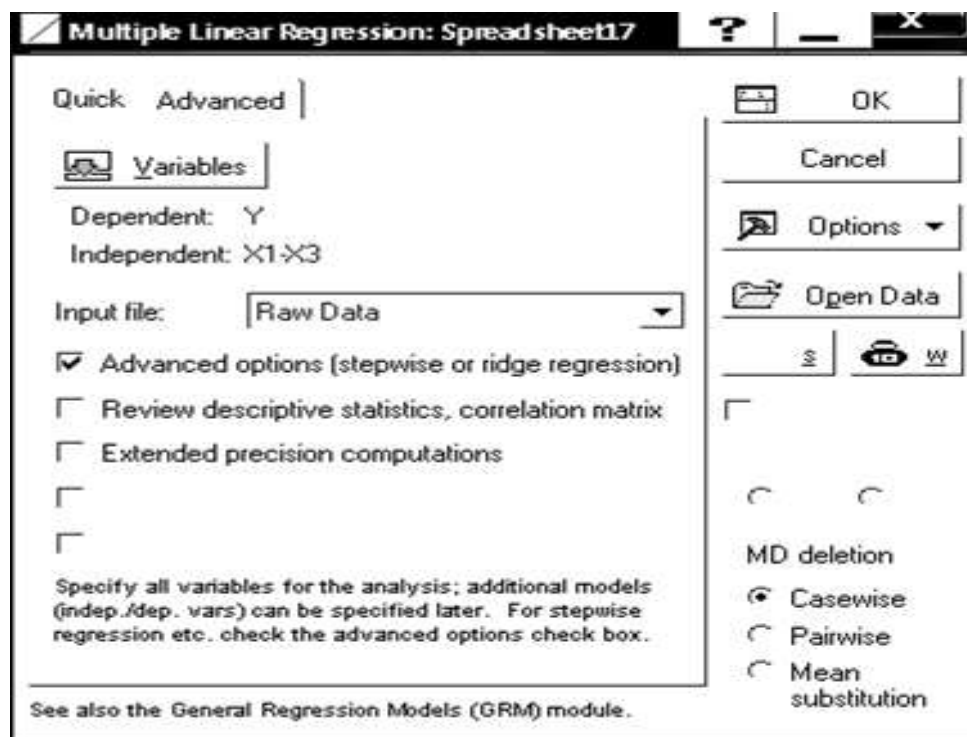 Multiple Linear Regression: Spreadsheet17
? _ X
Quick Advanced
OK
Cancel
Variables
Dependent: Y
Independent: X1-X3
Options
Input file: Raw Data
Open Data
Advanced options (stepwise or ridge regression)
s w
Review descriptive statistics, correlation matrix
Extended precision computations
MD deletion
Casewise
Pairwise
Mean
substitution
Specify all variables for the analysis; additional models
(indep./dep. vars) can be specified later. For stepwise
regression etc. check the advanced options check box.
See also the General Regression Models (GRM) module.